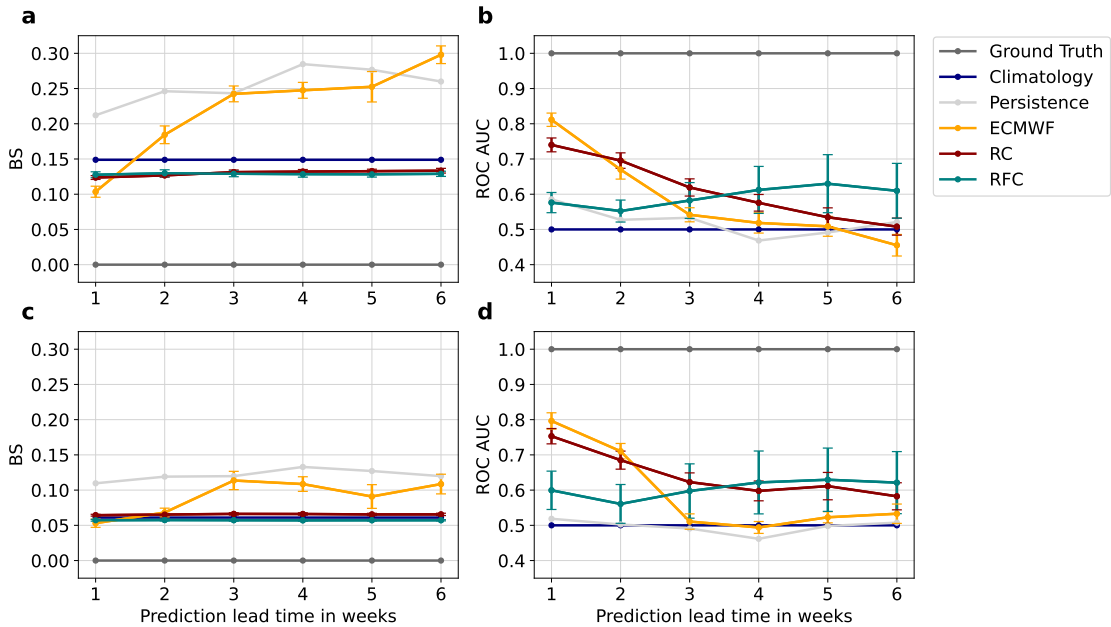 a
0.30
0.25
0.20
0.15
0.10
0.05
0.00
BS
1 2 3 4 5 6
b
1.0
0.9
0.8
0.7
0.6
0.5
0.4
ROC AUC
1 2 3 4 5 6
Ground Truth
Climatology
Persistence
ECMWF
RC
RFC
c
0.30
0.25
0.20
0.15
0.10
0.05
0.00
BS
1 2 3 4 5 6
Prediction lead time in weeks
d
1.0
0.9
0.8
0.7
0.6
0.5
0.4
ROC AUC
1 2 3 4 5 6
Prediction lead time in weeks